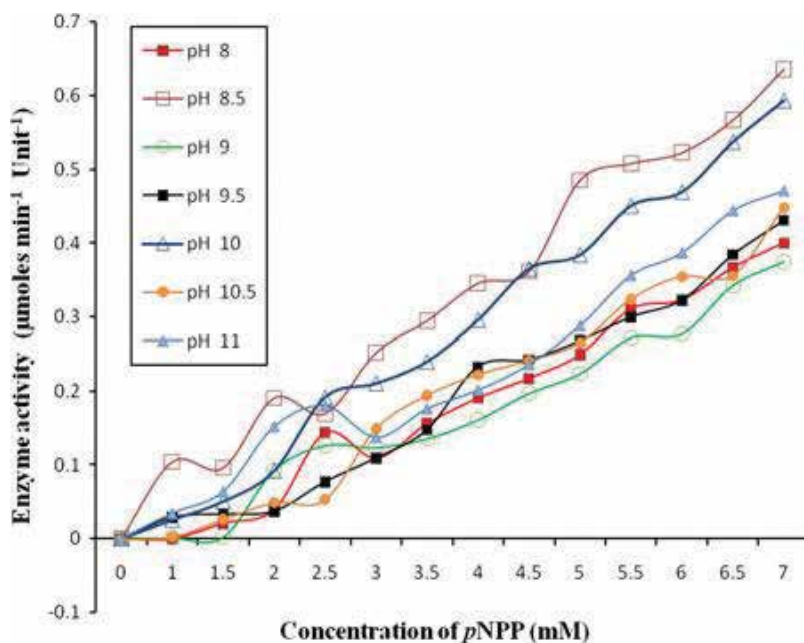 0.7
0.6
0.5
0.4
0.3
0.2
0.1
0
-0.1
Enzyme activity (µmoles min⁻¹ Unit⁻¹)
pH 8
pH 8.5
pH 9
pH 9.5
pH 10
pH 10.5
pH 11
0 1 1.5 2 2.5 3 3.5 4 4.5 5 5.5 6 6.5 7
Concentration of pNPP (mM)